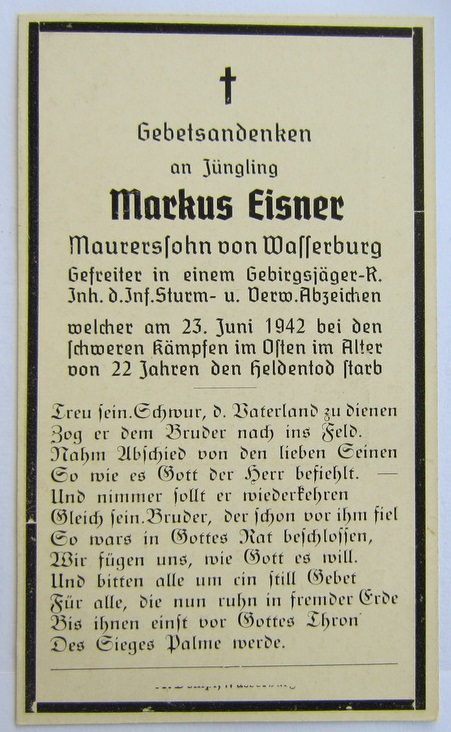 Gebetsandenken
an Jüngling
Markus Eisner
Maurerssohn von Wasserburg
Gefreiter in einem Gebirgsjäger-R.
Inh. d.Inf.Sturm- u. Verw.Abzeichen
welcher am 23. Juni 1942 bei den
schweren Kämpfen im Osten im Alter
von 22 Jahren den Heldentod starb
Treu sein.Schwur, d. Vaterland zu dienen
Zog er dem Bruder nach ins Feld.
Nahm Abschied von den lieben Seinen
So wie es Gott der Herr befiehlt. —
Und nimmer sollt er wiederkehren
Gleich sein.Bruder, der schon vor ihm fiel
So wars in Gottes Rat beschlossen,
Wir fügen uns, wie Gott es will.
Und bitten alle um ein still Gebet
Für alle, die nun ruhn in fremder Erde
Bis ihnen einst vor Gottes Thron
Des Sieges Palme werde.